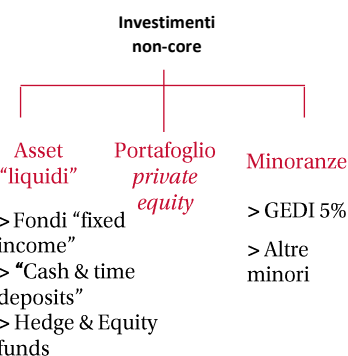 Investimenti
non-core
Asset
“liquidi”
> Fondi “fixed
income”
> “Cash & time
deposits”
> Hedge & Equity
funds
Portafoglio
private
equity
Minoranze
> GEDI 5%
> Altre
minori